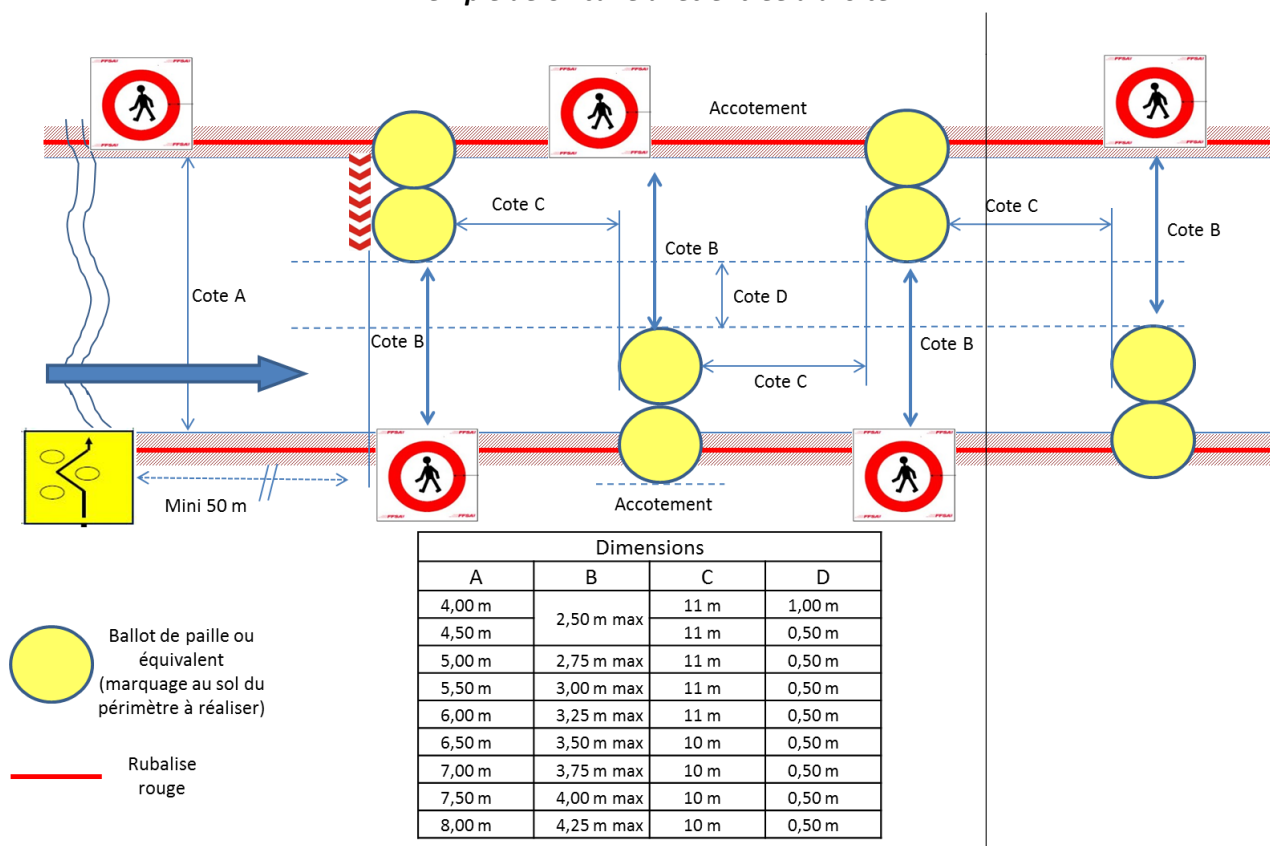 Accotement
Cote C
Cote C
Cote B
Cote B
Cote A
Cote D
Cote B
Cote B
Cote C
Mini 50 m
Accotement
Dimensions
A B C D
4,00 m 2,50 m max 11 m 1,00 m
4,50 m 11 m 0,50 m
5,00 m 2,75 m max 11 m 0,50 m
5,50 m 3,00 m max 11 m 0,50 m
6,00 m 3,25 m max 11 m 0,50 m
6,50 m 3,50 m max 10 m 0,50 m
7,00 m 3,75 m max 10 m 0,50 m
7,50 m 4,00 m max 10 m 0,50 m
8,00 m 4,25 m max 10 m 0,50 m
Ballot de paille ou
équivalent
(marquage au sol du
périmètre à réaliser)
Rubalise
rouge